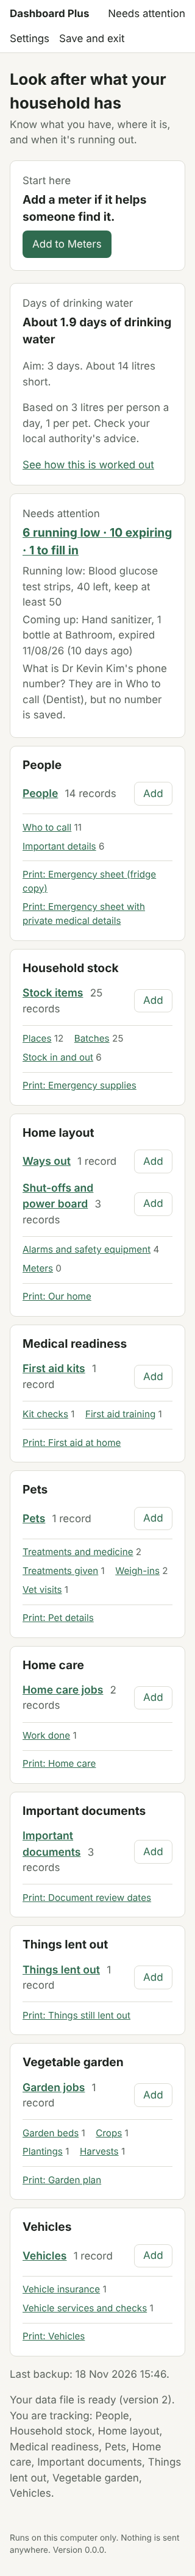 Dashboard Plus Needs attention
Settings Save and exit
Look after what your
household has
Know what you have, where it is,
and when it's running out.
Start here
Add a meter if it helps
someone find it.
Add to Meters
Days of drinking water
About 1.9 days of drinking
water
Aim: 3 days. About 14 litres
short.
Based on 3 litres per person a
day, 1 per pet. Check your
local authority's advice.
See how this is worked out
Needs attention
6 running low · 10 expiring
· 1 to fill in
Running low: Blood glucose
test strips, 40 left, keep at
least 50
Coming up: Hand sanitizer, 1
bottle at Bathroom, expired
11/08/26 (10 days ago)
What is Dr Kevin Kim's phone
number? They are in Who to
call (Dentist), but no number
is saved.
People
People 14 records Add
Who to call 11
Important details 6
Print: Emergency sheet (fridge
copy)
Print: Emergency sheet with
private medical details
Household stock
Stock items 25
records
Add
Places 12 Batches 25
Stock in and out 6
Print: Emergency supplies
Home layout
Ways out 1 record Add
Shut-offs and
power board 3
records
Add
Alarms and safety equipment 4
Meters 0
Print: Our home
Medical readiness
First aid kits 1
record
Add
Kit checks 1 First aid training 1
Print: First aid at home
Pets
Pets 1 record Add
Treatments and medicine 2
Treatments given 1 Weigh-ins 2
Vet visits 1
Print: Pet details
Home care
Home care jobs 2
records
Add
Work done 1
Print: Home care
Important documents
Important
documents 3
records
Add
Print: Document review dates
Things lent out
Things lent out 1
record
Add
Print: Things still lent out
Vegetable garden
Garden jobs 1
record
Add
Garden beds 1 Crops 1
Plantings 1 Harvests 1
Print: Garden plan
Vehicles
Vehicles 1 record Add
Vehicle insurance 1
Vehicle services and checks 1
Print: Vehicles
Last backup: 18 Nov 2026 15:46.
Your data file is ready (version 2).
You are tracking: People,
Household stock, Home layout,
Medical readiness, Pets, Home
care, Important documents, Things
lent out, Vegetable garden,
Vehicles.
Runs on this computer only. Nothing is sent
anywhere. Version 0.0.0.